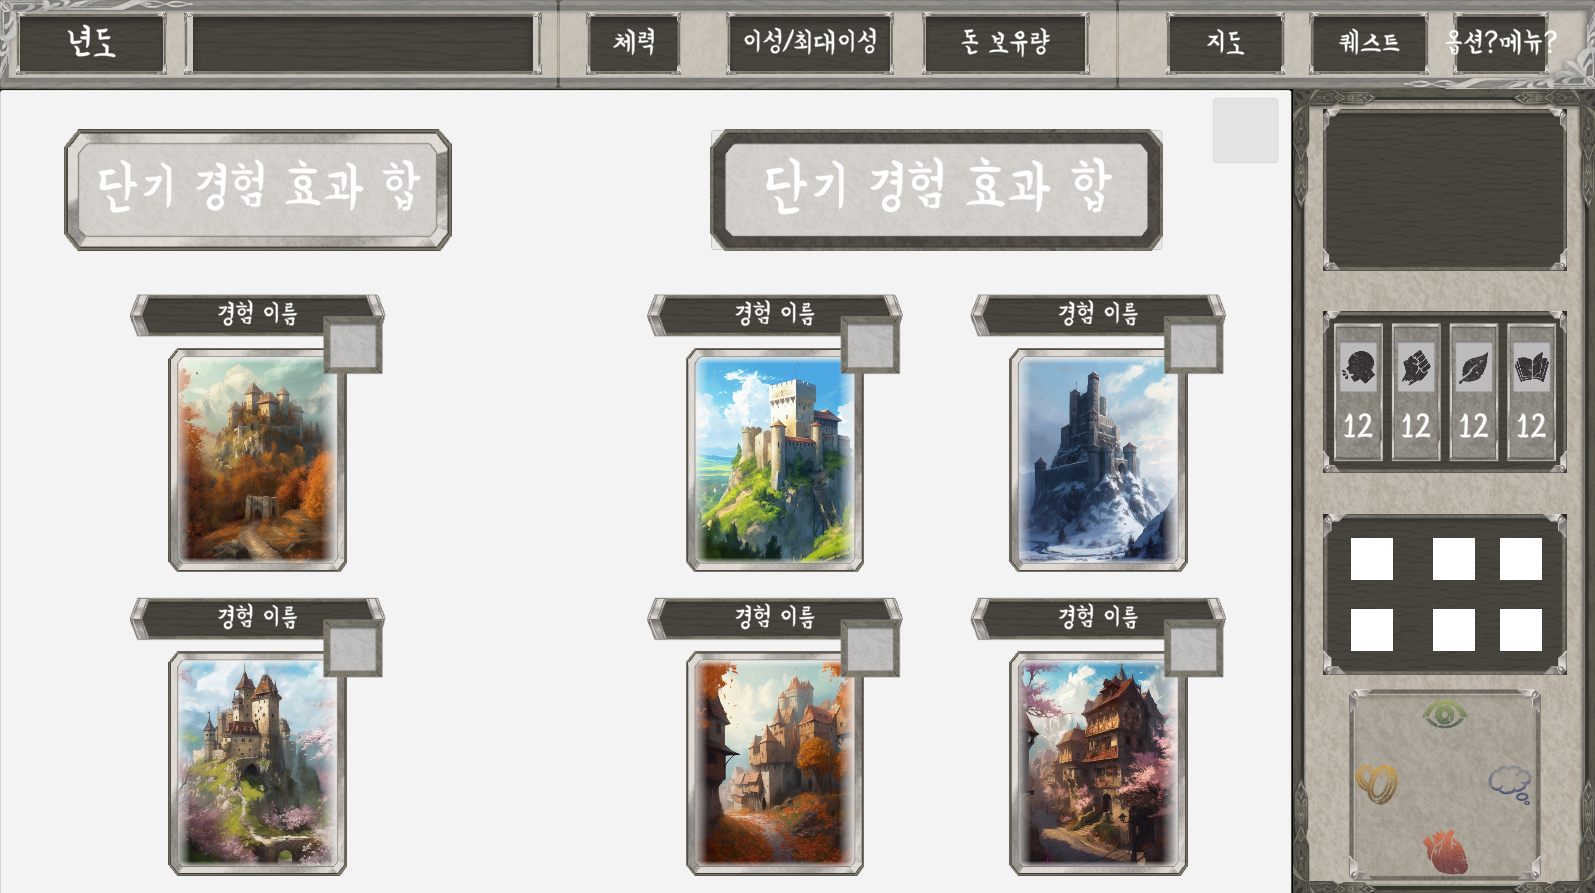 년도
체력
이성/최대이성
돈 보유량
지도
퀘스트
옵션?메뉴?
단기 경험 효과 합
단기 경험 효과 합
경험 이름
경험 이름
경험 이름
12 12 12 12
경험 이름
경험 이름
경험 이름